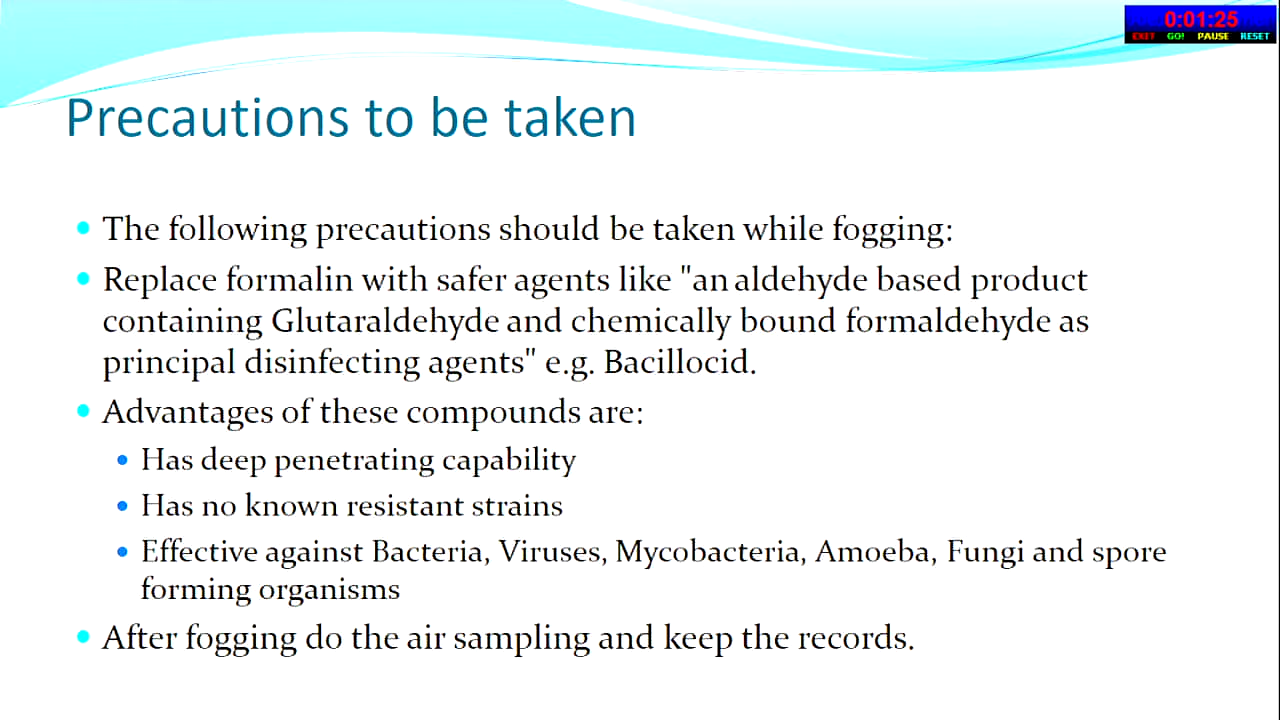 0:01:25
EXIT GO! PAUSE RESET
Precautions to be taken
The following precautions should be taken while fogging:
Replace formalin with safer agents like "an aldehyde based product
containing Glutaraldehyde and chemically bound formaldehyde as
principal disinfecting agents" e.g. Bacillocid.
Advantages of these compounds are:
Has deep penetrating capability
Has no known resistant strains
Effective against Bacteria, Viruses, Mycobacteria, Amoeba, Fungi and spore
forming organisms
After fogging do the air sampling and keep the records.